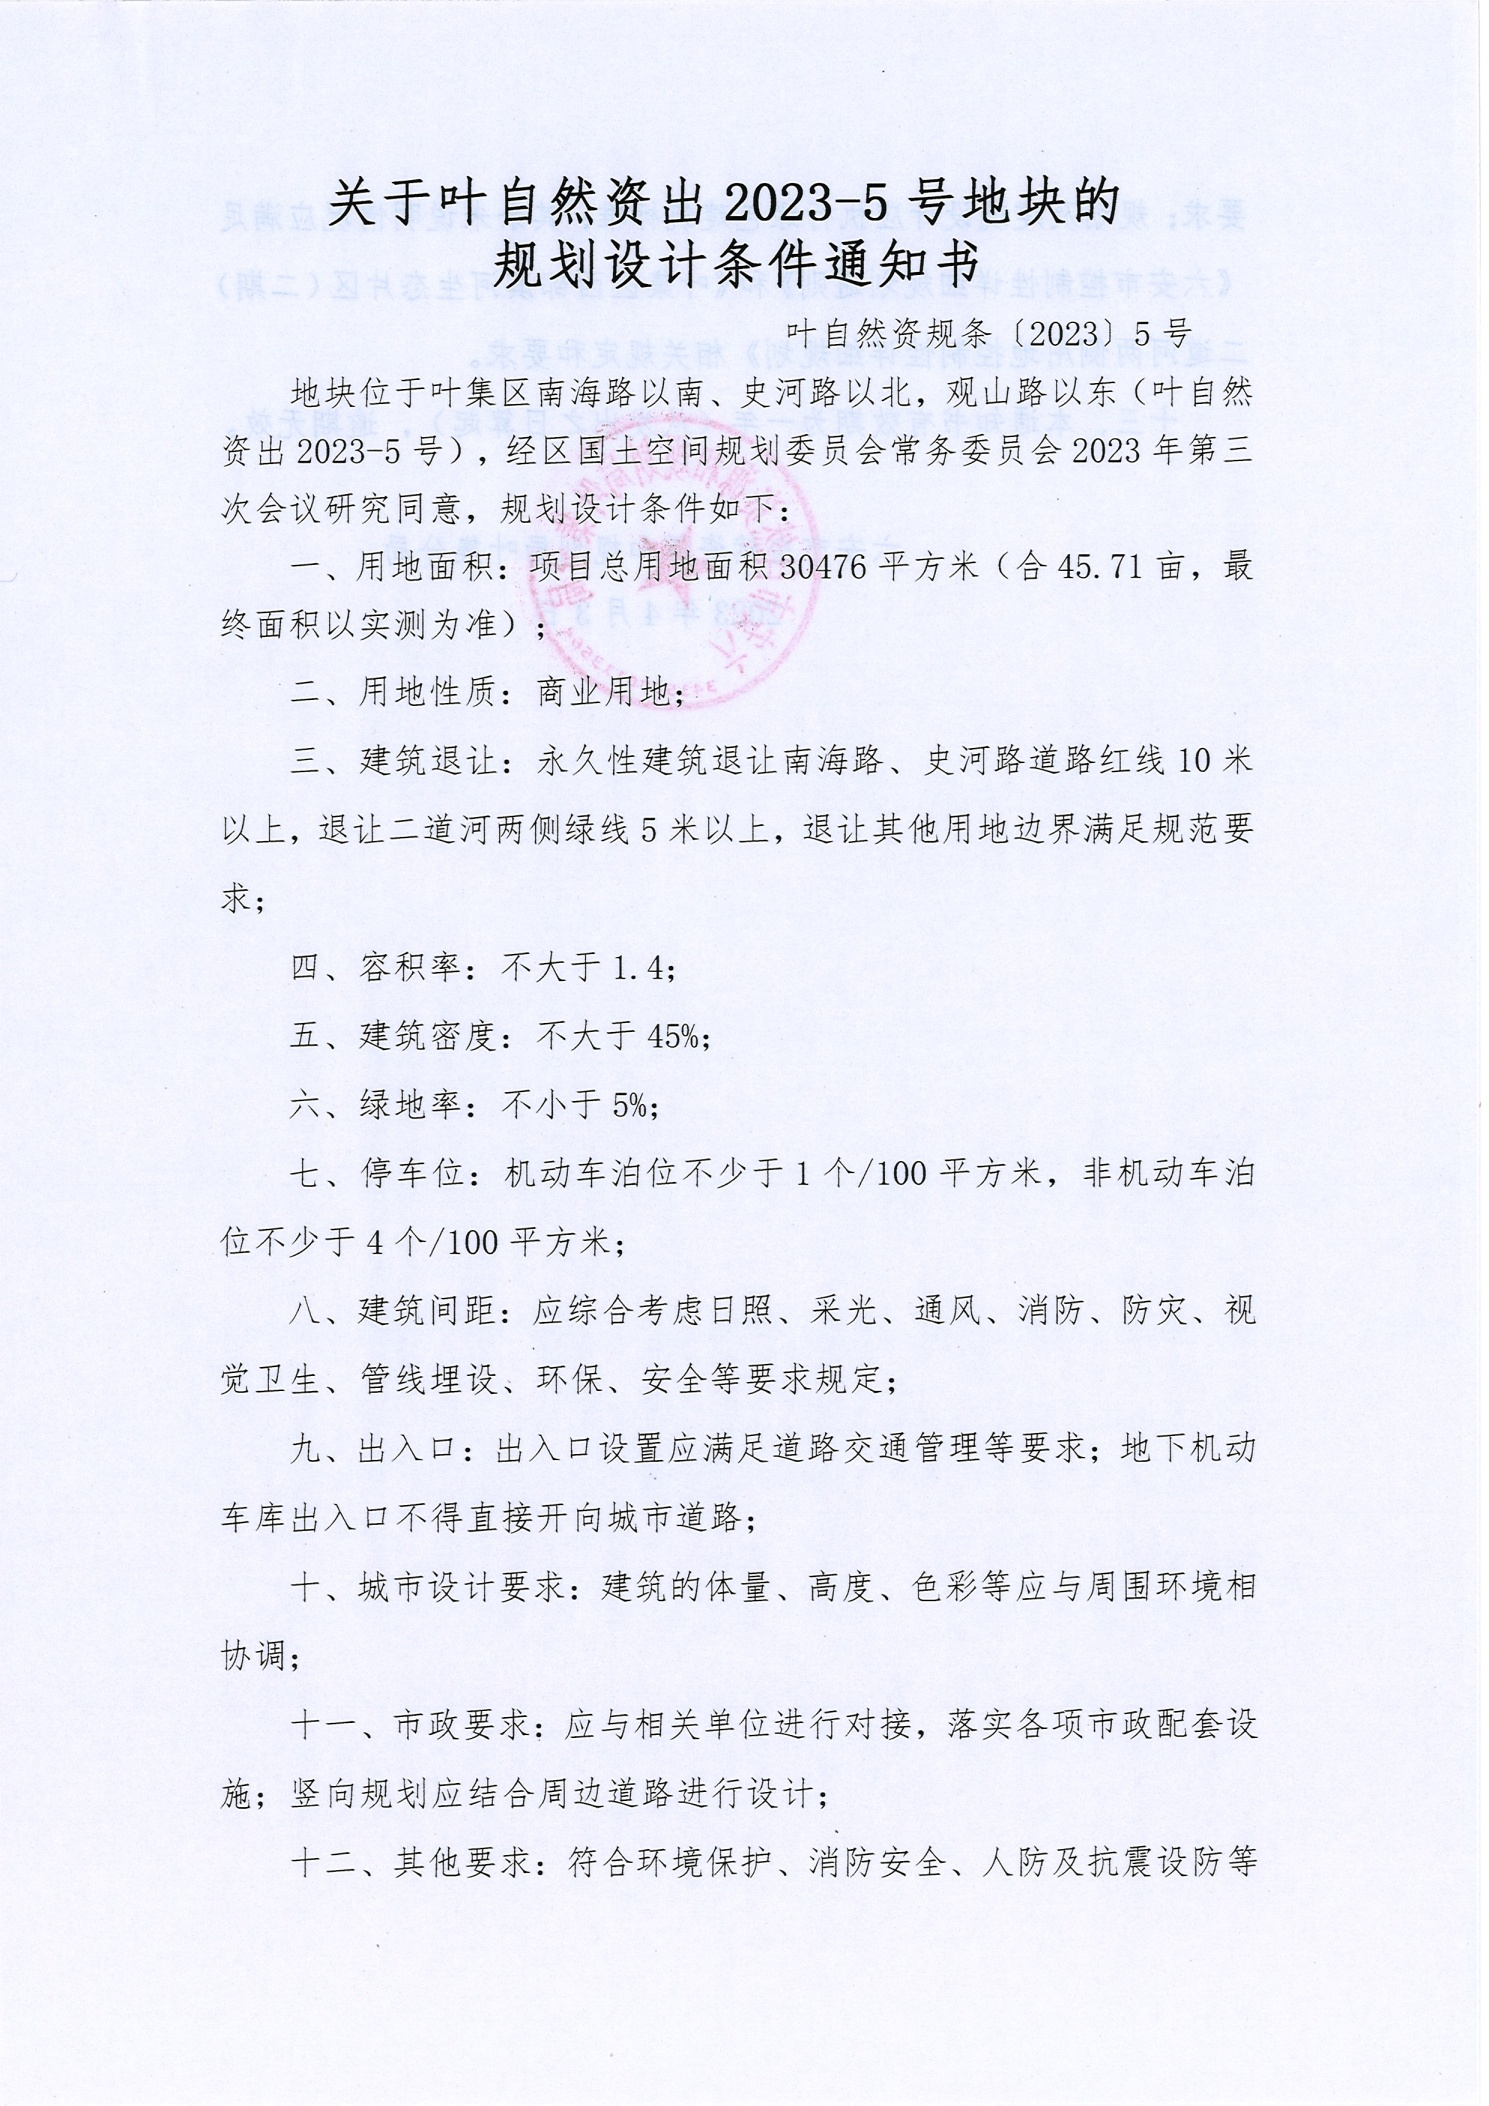 关于叶自然资出2023-5号地块的
规划设计条件通知书
叶自然资规条〔2023〕5号
地块位于叶集区南海路以南、史河路以北，观山路以东（叶自然
资出2023-5号），经区国土空间规划委员会常务委员会2023年第三
次会议研究同意，规划设计条件如下：
一、用地面积：项目总用地面积30476平方米（合45.71亩，最
终面积以实测为准）；
二、用地性质：商业用地；
三、建筑退让：永久性建筑退让南海路、史河路道路红线10米
以上，退让二道河两侧绿线5米以上，退让其他用地边界满足规范要
求；
四、容积率：不大于1.4；
五、建筑密度：不大于45%；
六、绿地率：不小于5%；
七、停车位：机动车泊位不少于1个/100平方米，非机动车泊
位不少于4个/100平方米；
八、建筑间距：应综合考虑日照、采光、通风、消防、防灾、视
觉卫生、管线埋设、环保、安全等要求规定；
九、出入口：出入口设置应满足道路交通管理等要求；地下机动
车库出入口不得直接开向城市道路；
十、城市设计要求：建筑的体量、高度、色彩等应与周围环境相
协调；
十一、市政要求：应与相关单位进行对接，落实各项市政配套设
施；竖向规划应结合周边道路进行设计；
十二、其他要求：符合环境保护、消防安全、人防及抗震设防等